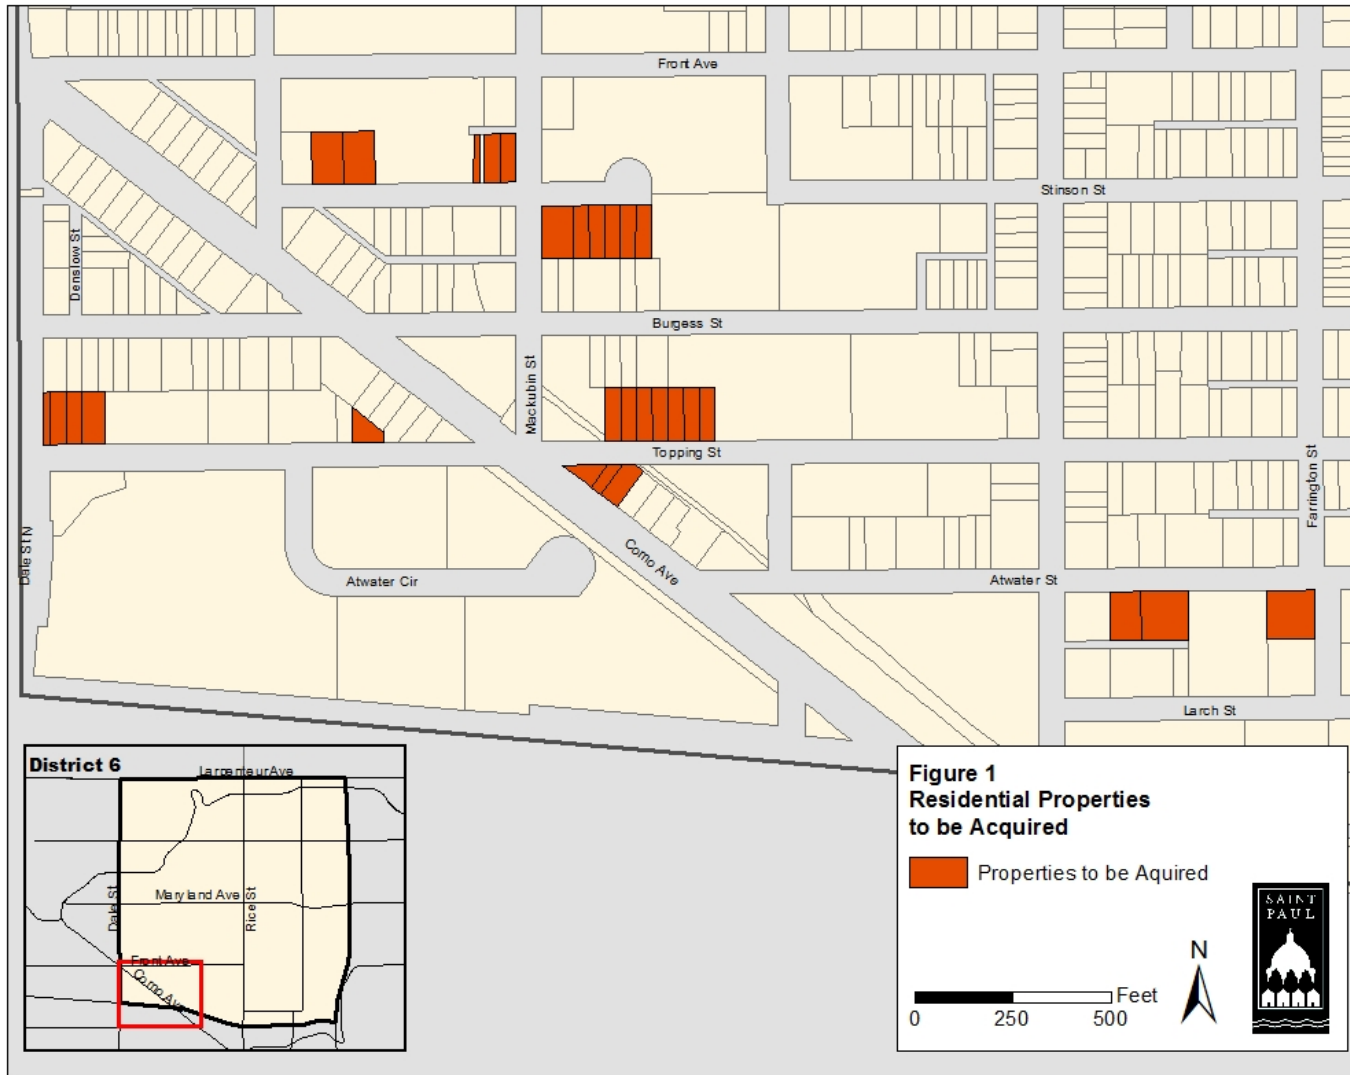 Front Ave
Stinson St
Denslow St
Burgess St
Mackubin St
Topping St
Farrington St
Dale St N
Como Ave
Atwater Cir
Atwater St
Larch St
District 6
Larpenteur Ave
Maryland Ave
Dale St
Rice St
Front Ave
Como Ave
Figure 1
Residential Properties
to be Acquired
Properties to be Aquired
N
Feet
0 250 500
SAINT
PAUL